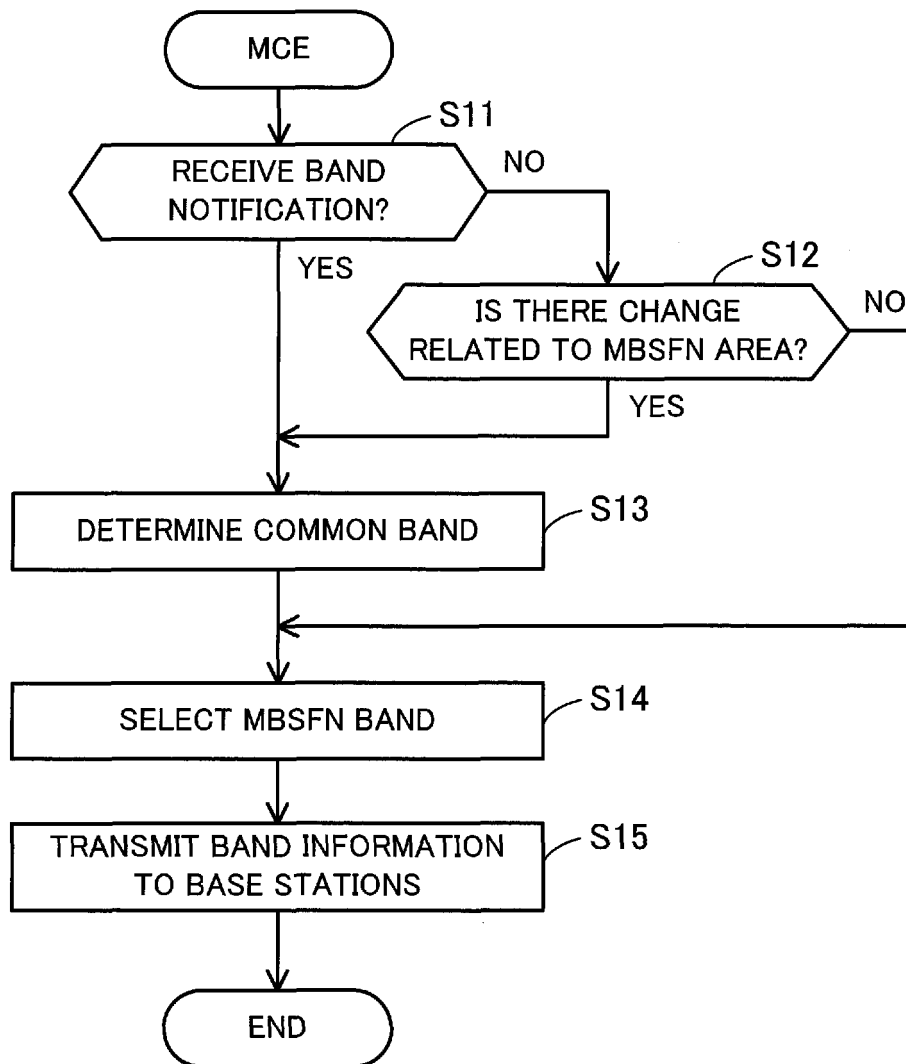 MCE
S11
RECEIVE BAND
NOTIFICATION?
NO
YES
S12
IS THERE CHANGE
RELATED TO MBSFN AREA?
NO
YES
DETERMINE COMMON BAND
S13
SELECT MBSFN BAND
S14
TRANSMIT BAND INFORMATION
TO BASE STATIONS
S15
END